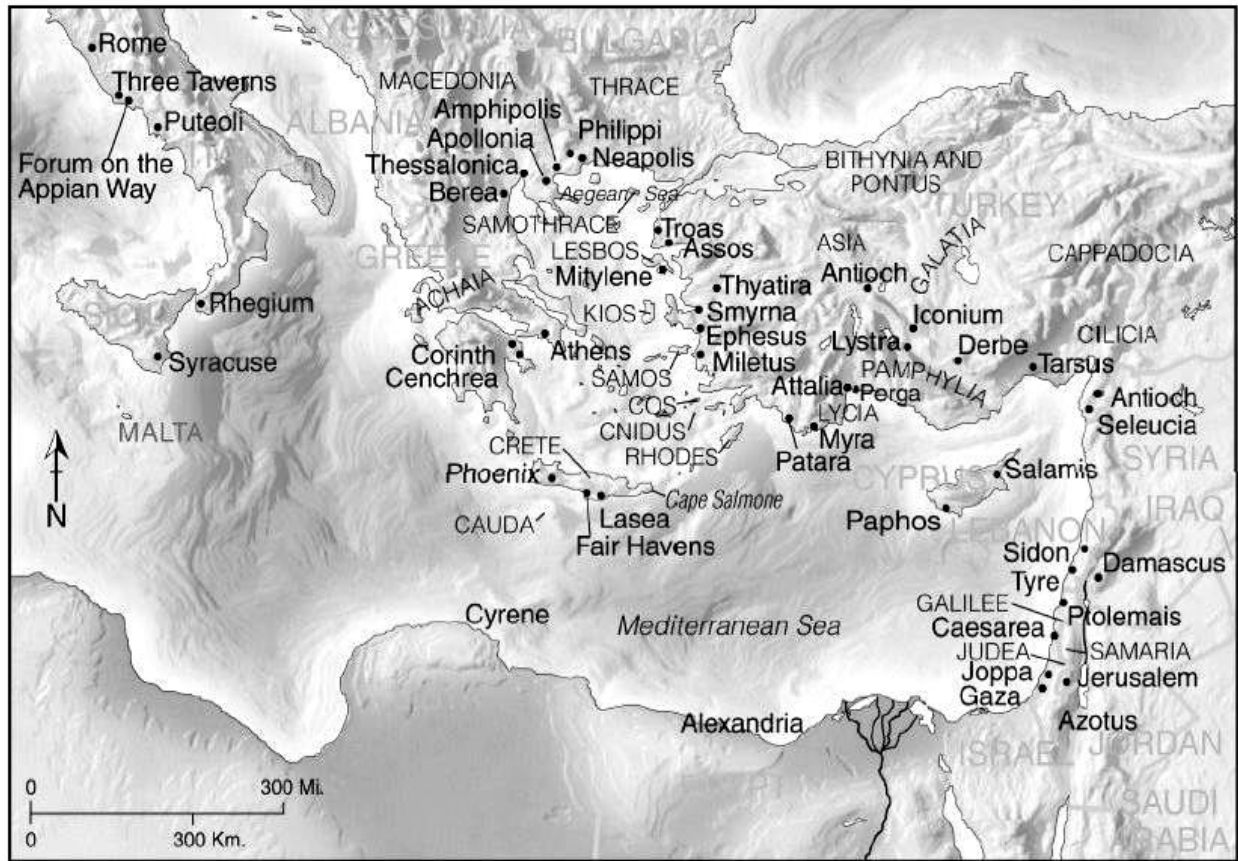 YUGOSLAVIA
BULGARIA
Rome
MACEDONIA
THRACE
Three Taverns
Amphipolis
Puteoli
ALBANIA
Apollonia
Philippi
Thessalonica
Neapolis
Forum on the
Appian Way
BITHYNIA AND
PONTUS
Berea
Aegean Sea
TURKEY
SAMOTHRACE
Troas
GREECE
LESBOS
Assos
ASIA
GALATIA
CAPPADOCIA
Mitylene
Antioch
ACHAIA
Thyatira
Rhegium
KIOS
Smyrna
Iconium
Ephesus
CILICIA
Syracuse
Corinth
Athens
Lystra
Derbe
Cenchrea
Miletus
SAMOS
PAMPHYLIA
Tarsus
Attalia
Perga
COS
LYCIA
Antioch
MALTA
CNIDUS
Myra
Seleucia
CRETE
RHODES
Patara
SYRIA
Phoenix
CYPRUS
Salamis
N
Cape Salmone
IRAQ
CAUDA
Lasea
Paphos
LEBANON
Fair Havens
Sidon
Damascus
Tyre
Cyrene
GALILEE
Ptolemais
Mediterranean Sea
Caesarea
JUDEA
SAMARIA
Joppa
Jerusalem
Gaza
Alexandria
Azotus
ISRAEL
JORDAN
0
300 Mi.
SAUDI
ARABIA
0
300 Km.